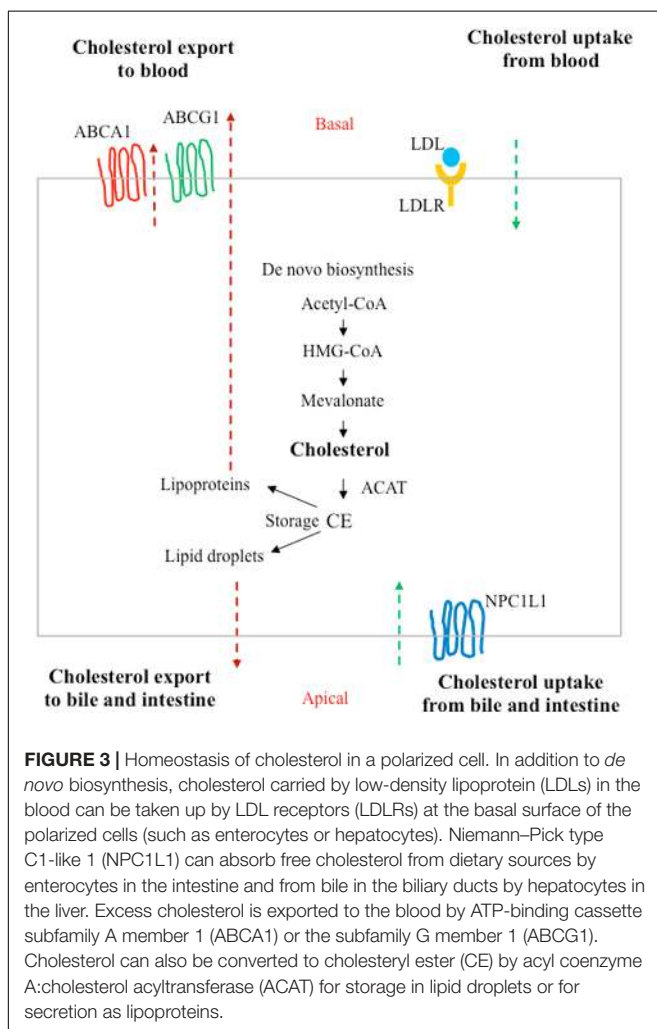 Cholesterol export
to blood
Cholesterol uptake
from blood
ABCA1
ABCG1
Basal
LDL
LDLR
De novo biosynthesis
Acetyl-CoA
HMG-CoA
Mevalonate
Cholesterol
Lipoproteins
ACAT
Storage CE
Lipid droplets
NPC1L1
Cholesterol export
to bile and intestine
Apical
Cholesterol uptake
from bile and intestine
FIGURE 3 | Homeostasis of cholesterol in a polarized cell. In addition to de
novo biosynthesis, cholesterol carried by low-density lipoprotein (LDLs) in the
blood can be taken up by LDL receptors (LDLRs) at the basal surface of the
polarized cells (such as enterocytes or hepatocytes). Niemann–Pick type
C1-like 1 (NPC1L1) can absorb free cholesterol from dietary sources by
enterocytes in the intestine and from bile in the biliary ducts by hepatocytes in
the liver. Excess cholesterol is exported to the blood by ATP-binding cassette
subfamily A member 1 (ABCA1) or the subfamily G member 1 (ABCG1).
Cholesterol can also be converted to cholesteryl ester (CE) by acyl coenzyme
A:cholesterol acyltransferase (ACAT) for storage in lipid droplets or for
secretion as lipoproteins.